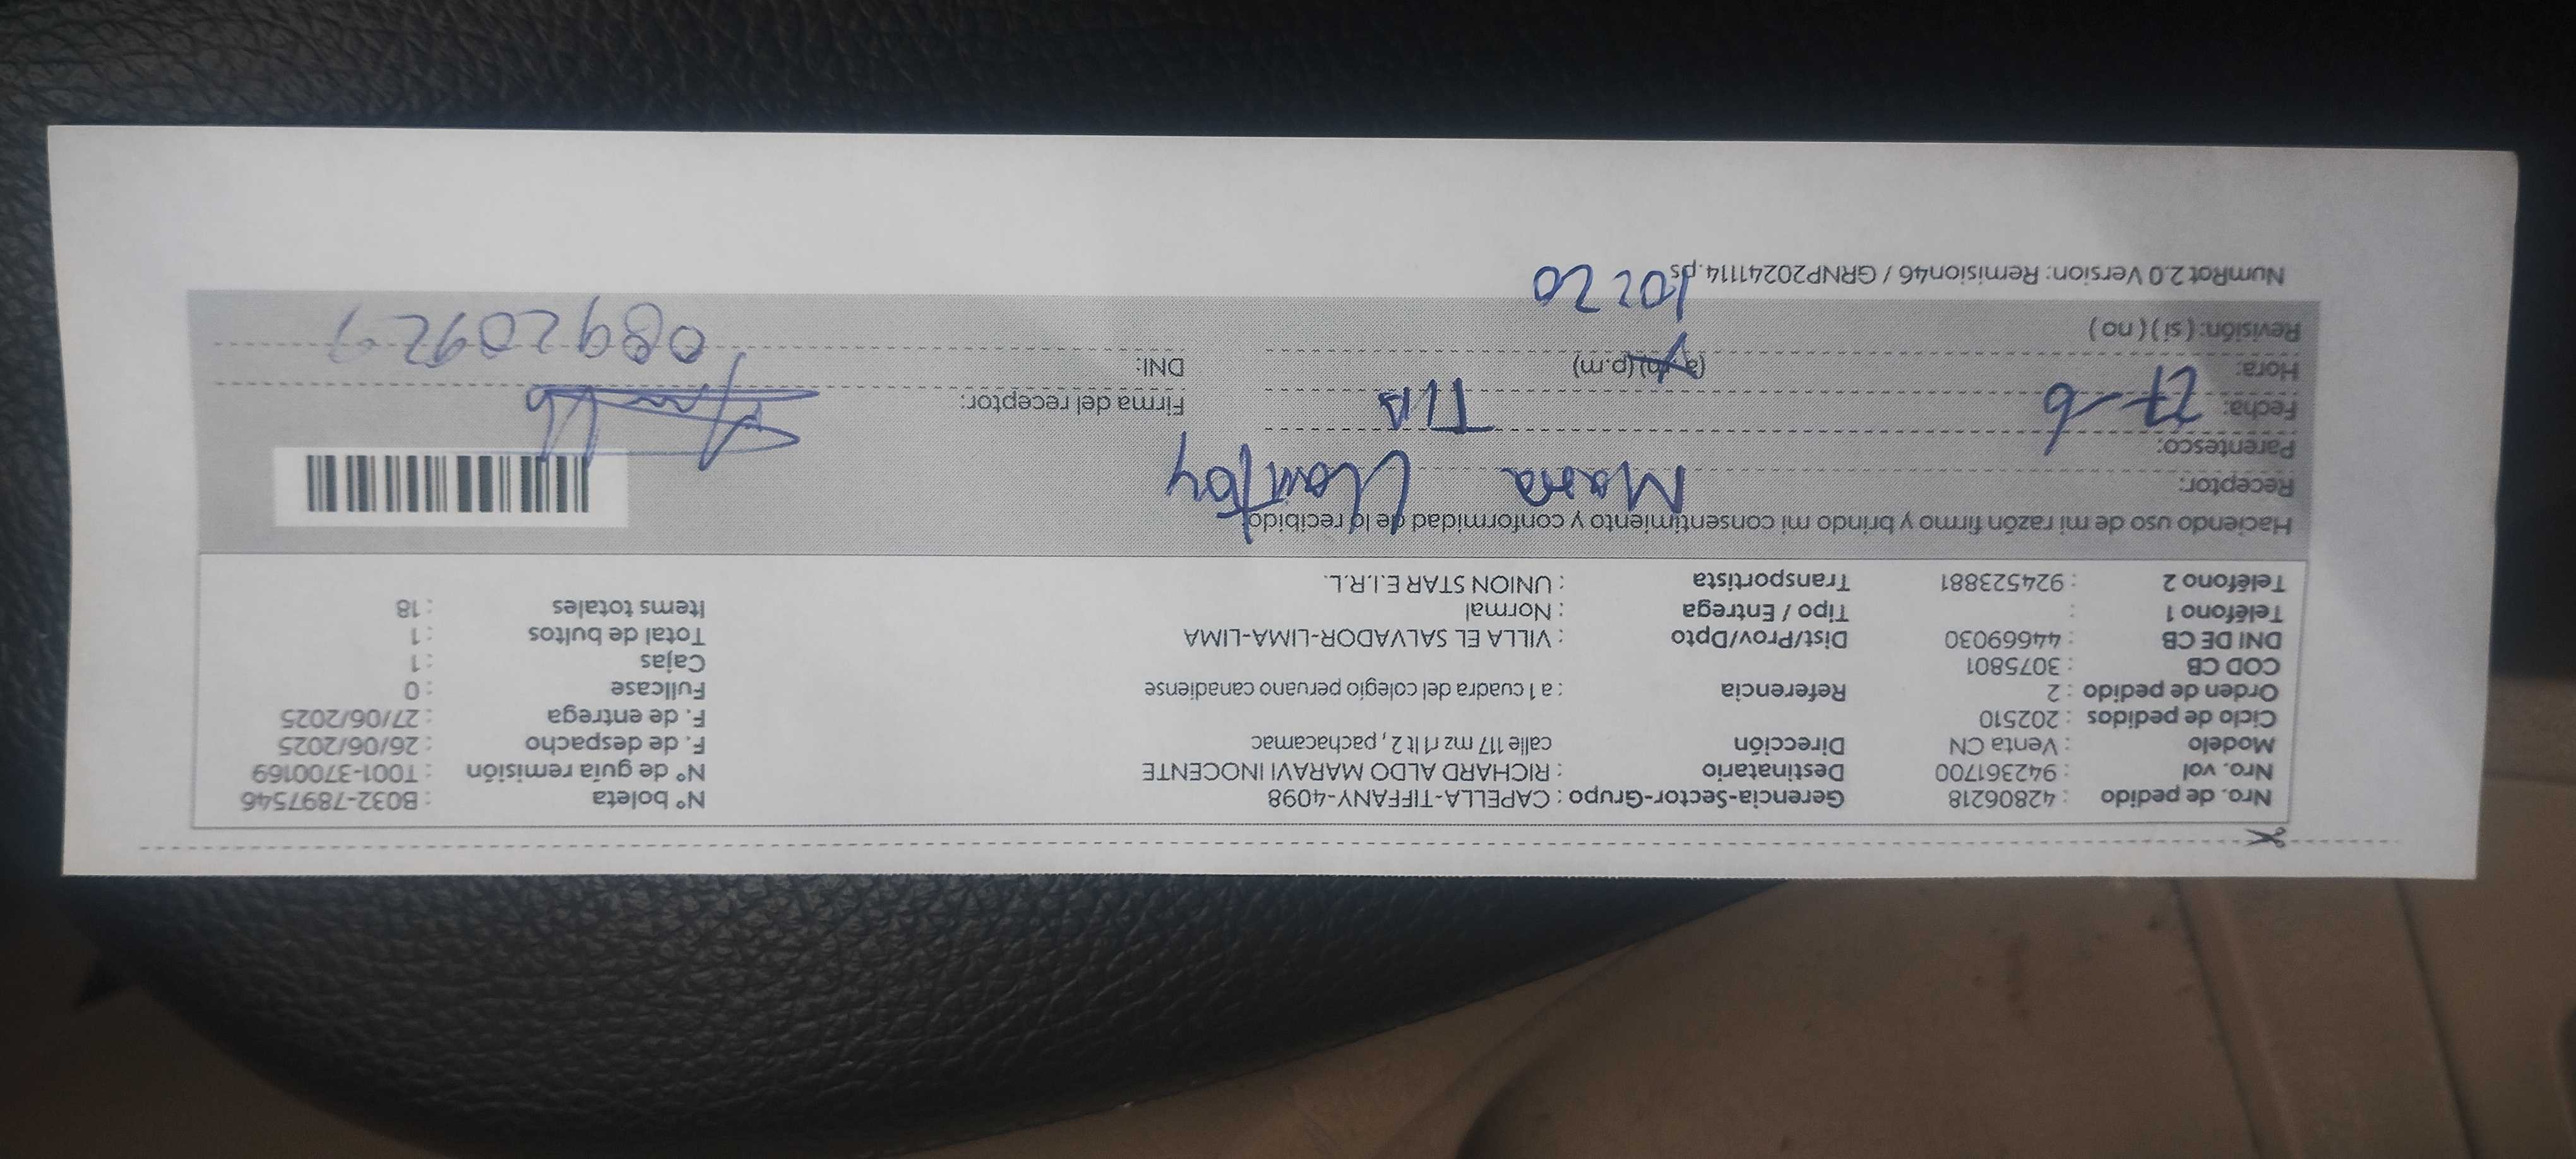 Nro. de pedido : 42806218 Gerencia-Sector-Grupo : CAPELLA-TIFFANY-4098 N° boleta : B032-7897546
Nro. vol : 942361700 Destinatario : RICHARD ALDO MARAVI INOCENTE N° de guía remisión : T001-3700169
Modelo : Venta CN Dirección calle 117 mz r1 lt 2 , pachacamac F. de despacho : 26/06/2025
Ciclo de pedidos : 202510 F. de entrega : 27/06/2025
Orden de pedido : 2 Referencia : a 1 cuadra del colegio peruano canadiense Fullcase : 0
COD CB : 3075801 Cajas : 1
DNI DE CB : 44669030 Dist/Prov/Dpto : VILLA EL SALVADOR-LIMA-LIMA Total de bultos : 1
Teléfono 1 : Tipo / Entrega : Normal Items totales : 18
Teléfono 2 : 924523881 Transportista : UNION STAR E.I.R.L.
Haciendo uso de mi razón firmo y brindo mi consentimiento y conformidad de lo recibido
Receptor:
Parentesco: TIA
Fecha: 27-6 Firma del receptor:
Hora: (a.m)(p.m) DNI:
Revisión: ( si ) ( no )
10:20
NumRot 2.0 Version: Remision46 / GRNP20241114.ps